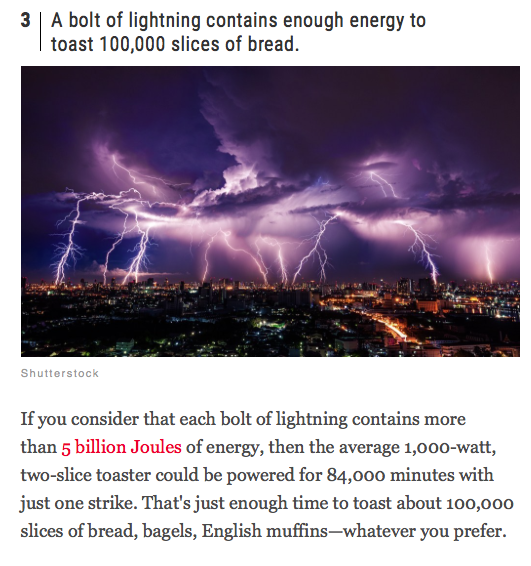 3 | A bolt of lightning contains enough energy to
toast 100,000 slices of bread.
Shutterstock
If you consider that each bolt of lightning contains more
than 5 billion Joules of energy, then the average 1,000-watt,
two-slice toaster could be powered for 84,000 minutes with
just one strike. That's just enough time to toast about 100,000
slices of bread, bagels, English muffins—whatever you prefer.